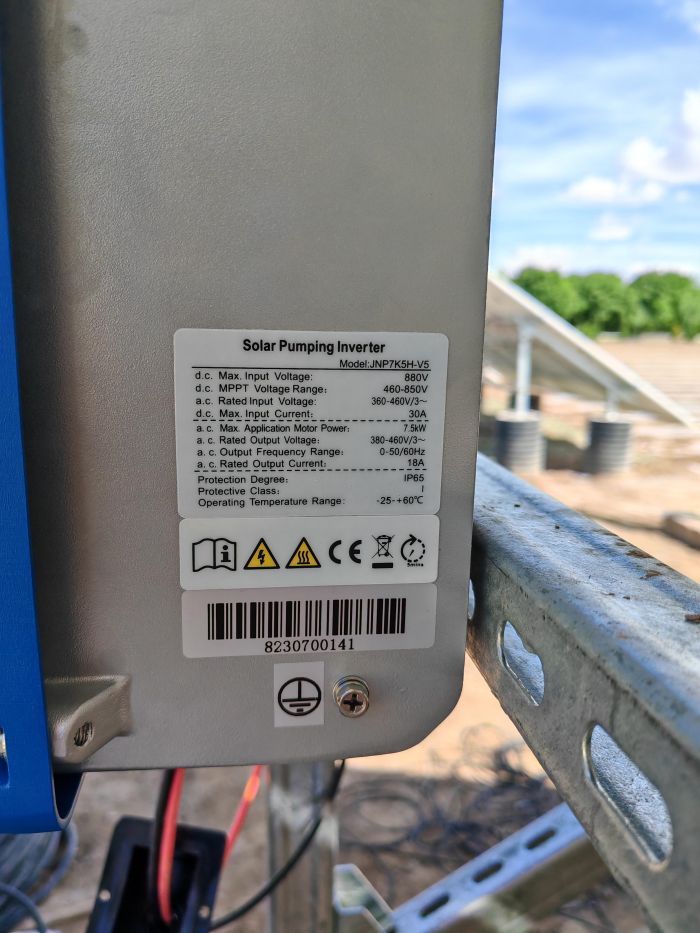 Solar Pumping Inverter
Model:JNP7K5H-V5
d.c. Max. Input Voltage: 880V
d.c. MPPT Voltage Range: 460-850V
a.c. Rated Input Voltage: 360-460V/3～
d.c. Max. Input Current: 30A
a.c. Max. Application Motor Power: 7.5kW
a.c. Rated Output Voltage: 380-460V/3～
a.c. Output Frequency Range: 0-50/60Hz
a.c. Rated Output Current: 18A
Protection Degree: IP65
Protective Class: I
Operating Temperature Range: -25-+60℃
CE
5mins
8230700141